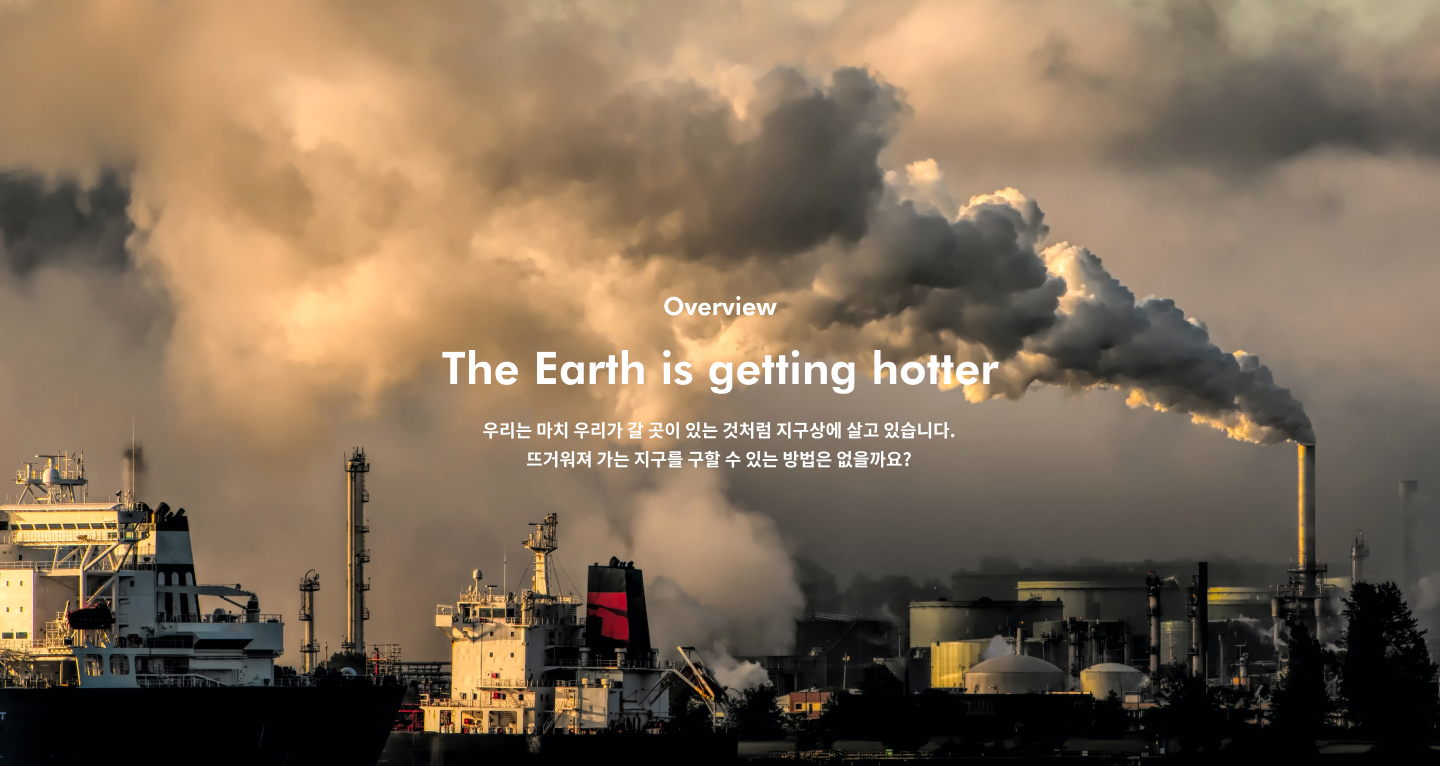 Overview
The Earth is getting hotter
우리는 마치 우리가 갈 곳이 있는 것처럼 지구상에 살고 있습니다.
뜨거워져 가는 지구를 구할 수 있는 방법은 없을까요?